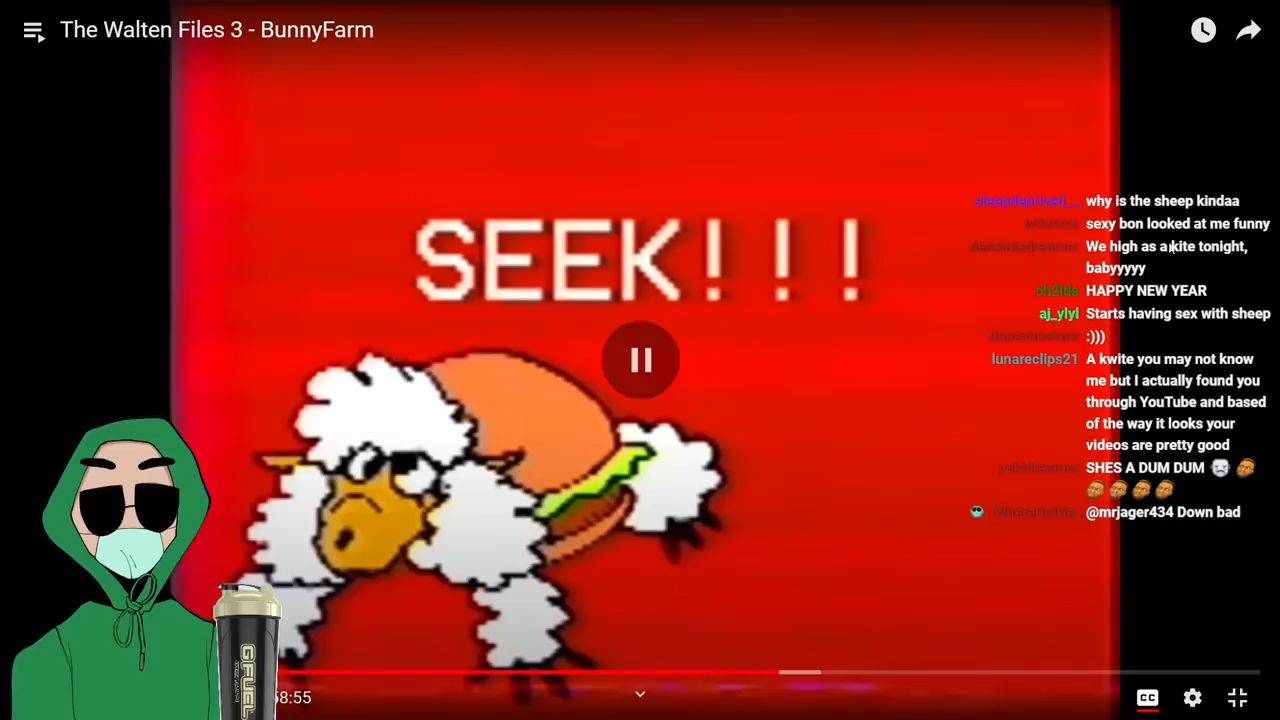 The Walten Files 3 - BunnyFarm
SEEK!!!
why is the sheep kindaa
sexy bon looked at me funny
We high as a kite tonight,
babyyyy
HAPPY NEW YEAR
aj_ylyl Starts having sex with sheep
:)))
lunareclips21 A kwite you may not know
me but I actually found you
through YouTube and based
of the way it looks your
videos are pretty good
SHES A DUM DUM
@mrjager434 Down bad
GFUEL
8:55
CC